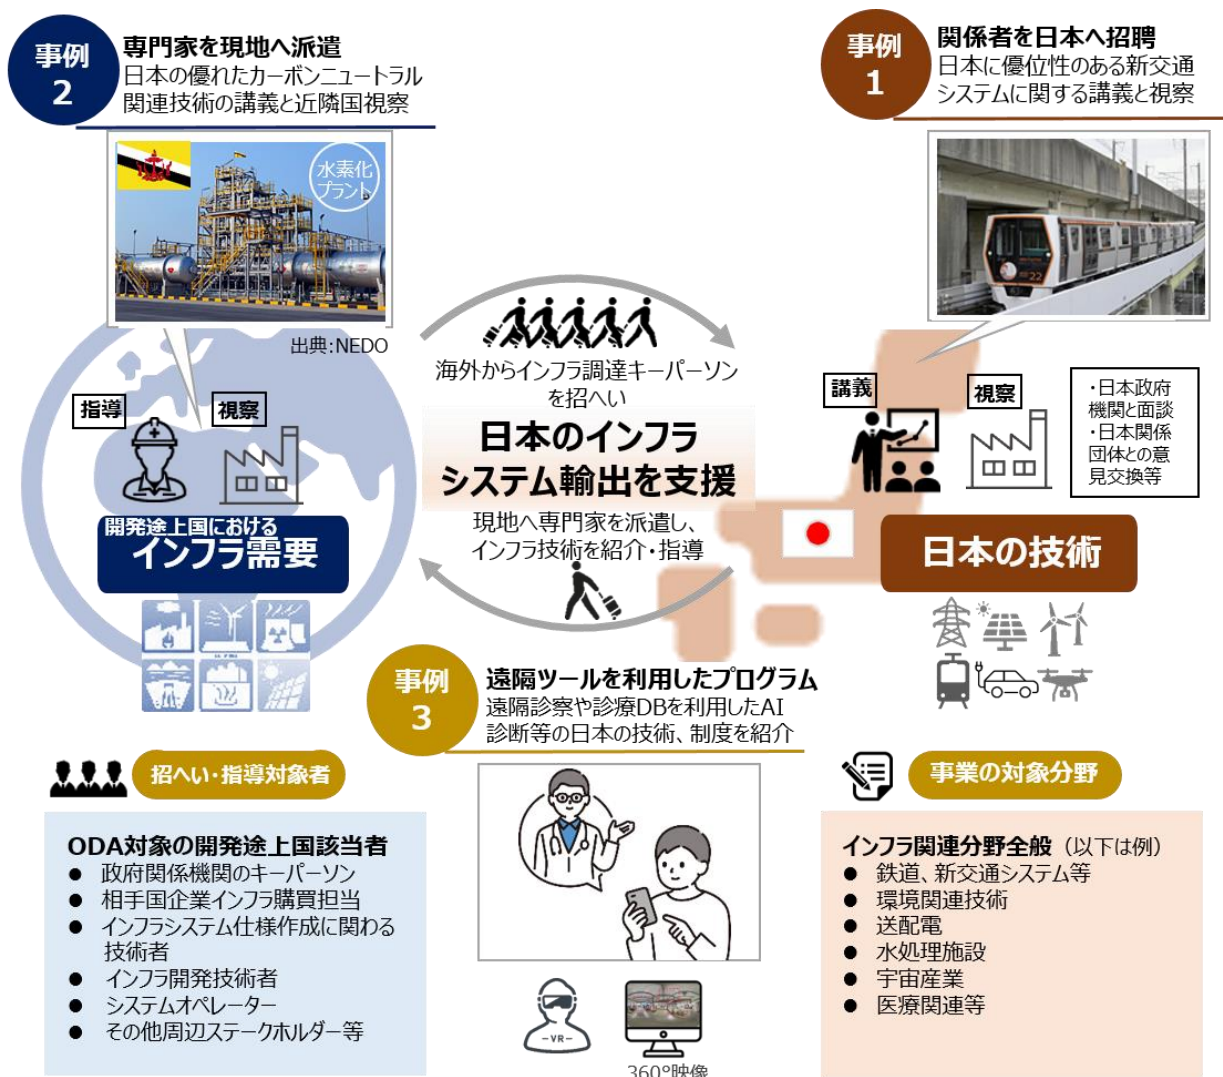 事例
2
専門家を現地へ派遣
日本の優れたカーボンニュートラル
関連技術の講義と近隣国視察
水素化
プラント
出典:NEDO
事例
1
関係者を日本へ招聘
日本に優位性のある新交通
システムに関する講義と視察
22
海外からインフラ調達キーパーソン
を招へい
日本のインフラ
システム輸出を支援
現地へ専門家を派遣し、
インフラ技術を紹介・指導
指導
視察
開発途上国における
インフラ需要
講義
視察
・日本政府
機関と面談
・日本関係
団体との意
見交換等
日本の技術
事例
3
遠隔ツールを利用したプログラム
遠隔診察や診療DBを利用したAI
診断等の日本の技術、制度を紹介
-VR-
360°映像
招へい・指導対象者
ODA対象の開発途上国該当者
● 政府関係機関のキーパーソン
● 相手国企業インフラ購買担当
● インフラシステム仕様作成に関わる
技術者
● インフラ開発技術者
● システムオペレーター
● その他周辺ステークホルダー等
事業の対象分野
インフラ関連分野全般（以下は例）
● 鉄道、新交通システム等
● 環境関連技術
● 送配電
● 水処理施設
● 宇宙産業
● 医療関連等